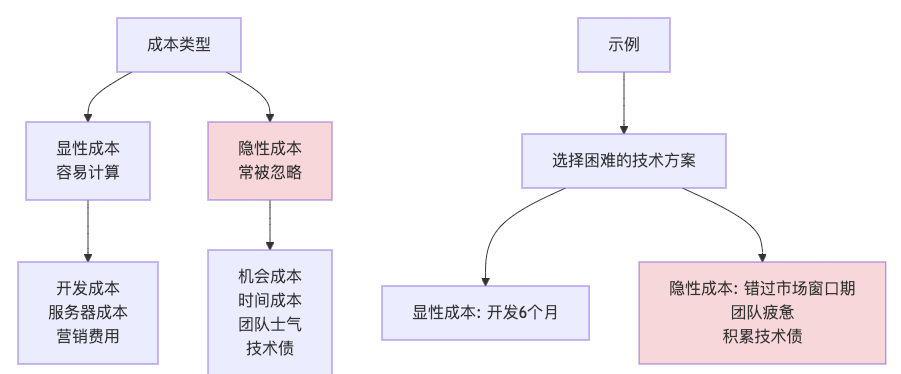 成本类型
显性成本
容易计算
隐性成本
常被忽略
开发成本
服务器成本
营销费用
机会成本
时间成本
团队士气
技术债
示例
选择困难的技术方案
显性成本: 开发6个月
隐性成本: 错过市场窗口期
团队疲惫
积累技术债